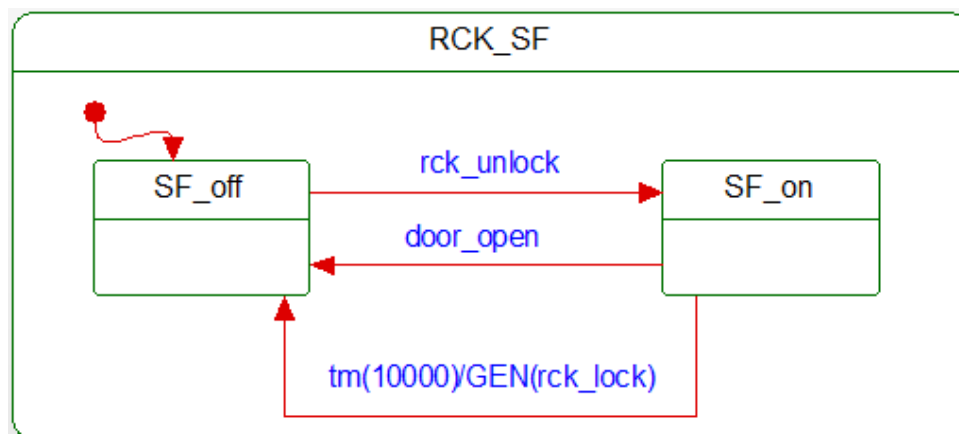 RCK_SF
SF_off
rck_unlock
SF_on
door_open
tm(10000)/GEN(rck_lock)